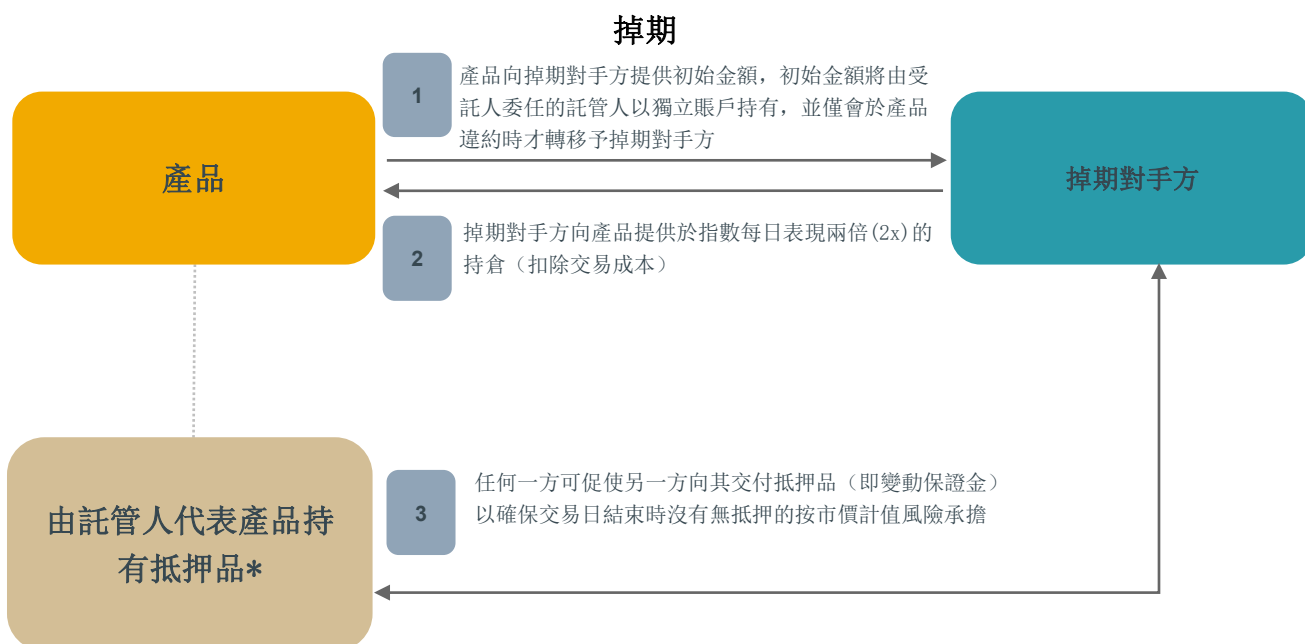 掉期
1
產品向掉期對手方提供初始金額，初始金額將由受
託人委任的託管人以獨立賬戶持有，並僅會於產品
違約時才轉移予掉期對手方
產品
掉期對手方
2
掉期對手方向產品提供於指數每日表現兩倍(2x)的
持倉（扣除交易成本）
3
任何一方可促使另一方向其交付抵押品（即變動保證金）
以確保交易日結束時沒有無抵押的按市價計值風險承擔
由託管人代表產品持
有抵押品*